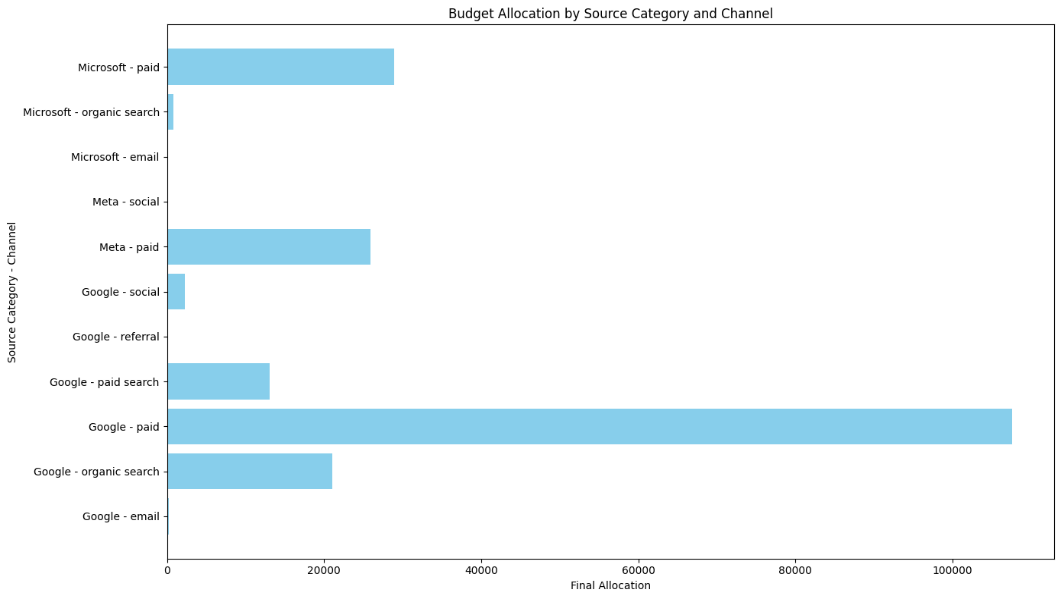 Budget Allocation by Source Category and Channel
Source Category - Channel
Microsoft - paid
Microsoft - organic search
Microsoft - email
Meta - social
Meta - paid
Google - social
Google - referral
Google - paid search
Google - paid
Google - organic search
Google - email
0 20000 40000 60000 80000 100000
Final Allocation